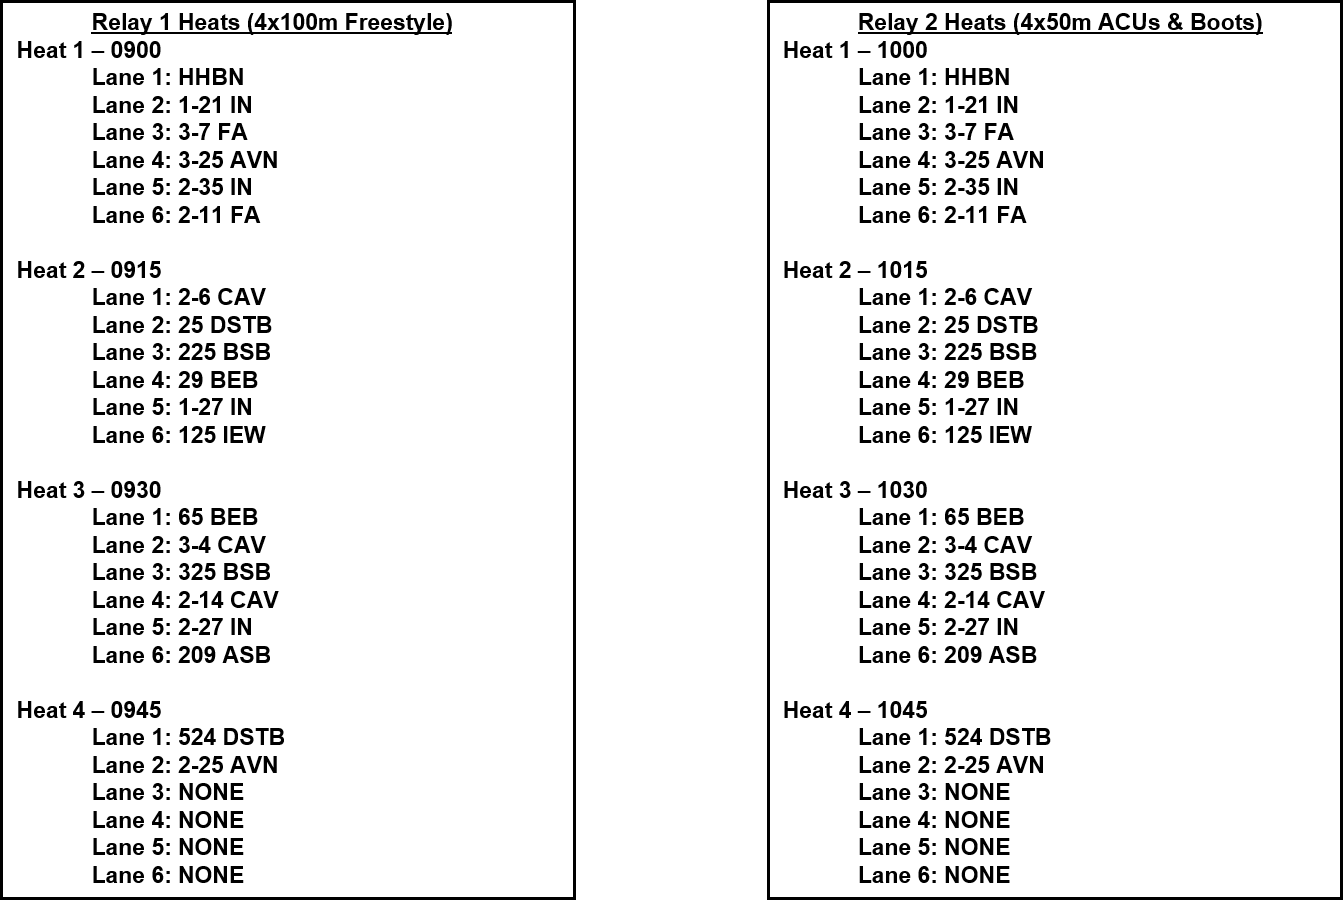 Relay 1 Heats (4x100m Freestyle)
Heat 1 – 0900
Lane 1: HHBN
Lane 2: 1-21 IN
Lane 3: 3-7 FA
Lane 4: 3-25 AVN
Lane 5: 2-35 IN
Lane 6: 2-11 FA
Heat 2 – 0915
Lane 1: 2-6 CAV
Lane 2: 25 DSTB
Lane 3: 225 BSB
Lane 4: 29 BEB
Lane 5: 1-27 IN
Lane 6: 125 IEW
Heat 3 – 0930
Lane 1: 65 BEB
Lane 2: 3-4 CAV
Lane 3: 325 BSB
Lane 4: 2-14 CAV
Lane 5: 2-27 IN
Lane 6: 209 ASB
Heat 4 – 0945
Lane 1: 524 DSTB
Lane 2: 2-25 AVN
Lane 3: NONE
Lane 4: NONE
Lane 5: NONE
Lane 6: NONE
Relay 2 Heats (4x50m ACUs & Boots)
Heat 1 – 1000
Lane 1: HHBN
Lane 2: 1-21 IN
Lane 3: 3-7 FA
Lane 4: 3-25 AVN
Lane 5: 2-35 IN
Lane 6: 2-11 FA
Heat 2 – 1015
Lane 1: 2-6 CAV
Lane 2: 25 DSTB
Lane 3: 225 BSB
Lane 4: 29 BEB
Lane 5: 1-27 IN
Lane 6: 125 IEW
Heat 3 – 1030
Lane 1: 65 BEB
Lane 2: 3-4 CAV
Lane 3: 325 BSB
Lane 4: 2-14 CAV
Lane 5: 2-27 IN
Lane 6: 209 ASB
Heat 4 – 1045
Lane 1: 524 DSTB
Lane 2: 2-25 AVN
Lane 3: NONE
Lane 4: NONE
Lane 5: NONE
Lane 6: NONE